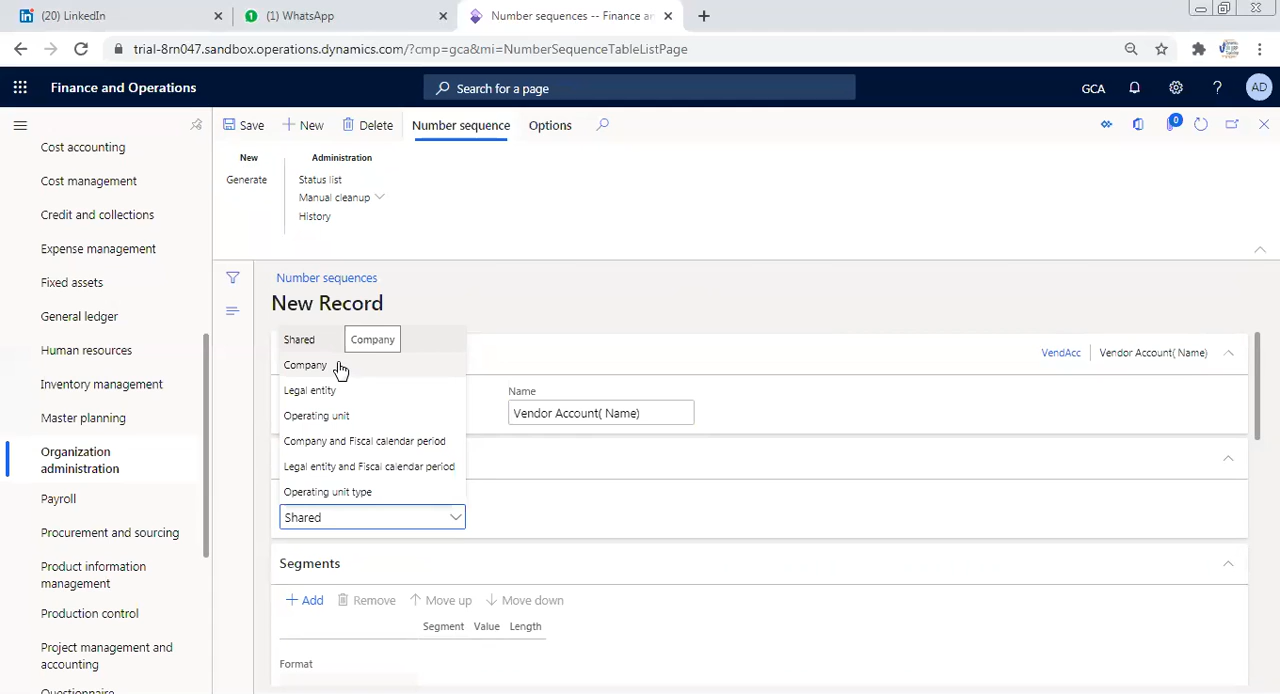 (20) LinkedIn
(1) WhatsApp
Number sequences -- Finance an
trial-8rn047.sandbox.operations.dynamics.com/?cmp=gca&mi=NumberSequenceTableListPage
Finance and Operations
Search for a page
GCA
AD
Save
New
Delete
Number sequence
Options
0
New
Generate
Administration
Status list
Manual cleanup
History
Cost accounting
Cost management
Credit and collections
Expense management
Fixed assets
General ledger
Human resources
Inventory management
Master planning
Organization
administration
Payroll
Procurement and sourcing
Product information
management
Production control
Project management and
accounting
Questionnaire
Number sequences
New Record
VendAcc
Vendor Account( Name)
Shared
Company
Company
Legal entity
Operating unit
Company and Fiscal calendar period
Legal entity and Fiscal calendar period
Operating unit type
Shared
Name
Vendor Account( Name)
Segments
Add
Remove
Move up
Move down
Segment
Value
Length
Format